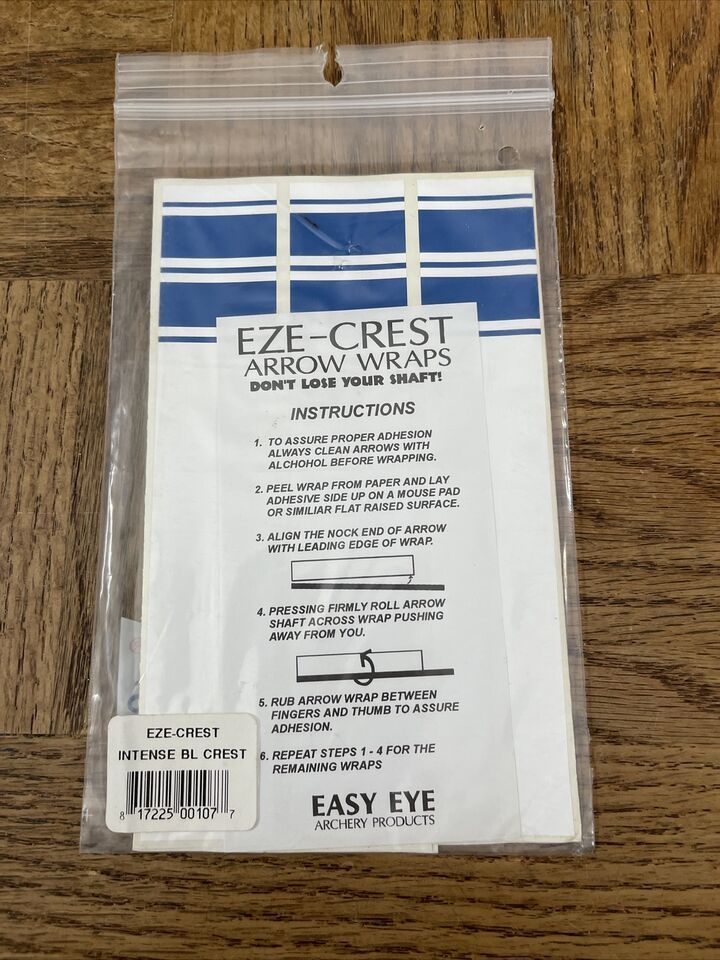 EZE-CREST
ARROW WRAPS
DON'T LOSE YOUR SHAFT!
INSTRUCTIONS
1. TO ASSURE PROPER ADHESION
ALWAYS CLEAN ARROWS WITH
ALCHOHOL BEFORE WRAPPING.
2. PEEL WRAP FROM PAPER AND LAY
ADHESIVE SIDE UP ON A MOUSE PAD
OR SIMILIAR FLAT RAISED SURFACE.
3. ALIGN THE NOCK END OF ARROW
WITH LEADING EDGE OF WRAP.
4. PRESSING FIRMLY ROLL ARROW
SHAFT ACROSS WRAP PUSHING
AWAY FROM YOU.
5. RUB ARROW WRAP BETWEEN
FINGERS AND THUMB TO ASSURE
ADHESION.
6. REPEAT STEPS 1 - 4 FOR THE
REMAINING WRAPS
EASY EYE
ARCHERY PRODUCTS
EZE-CREST
INTENSE BL CREST
8 17225 00107 7